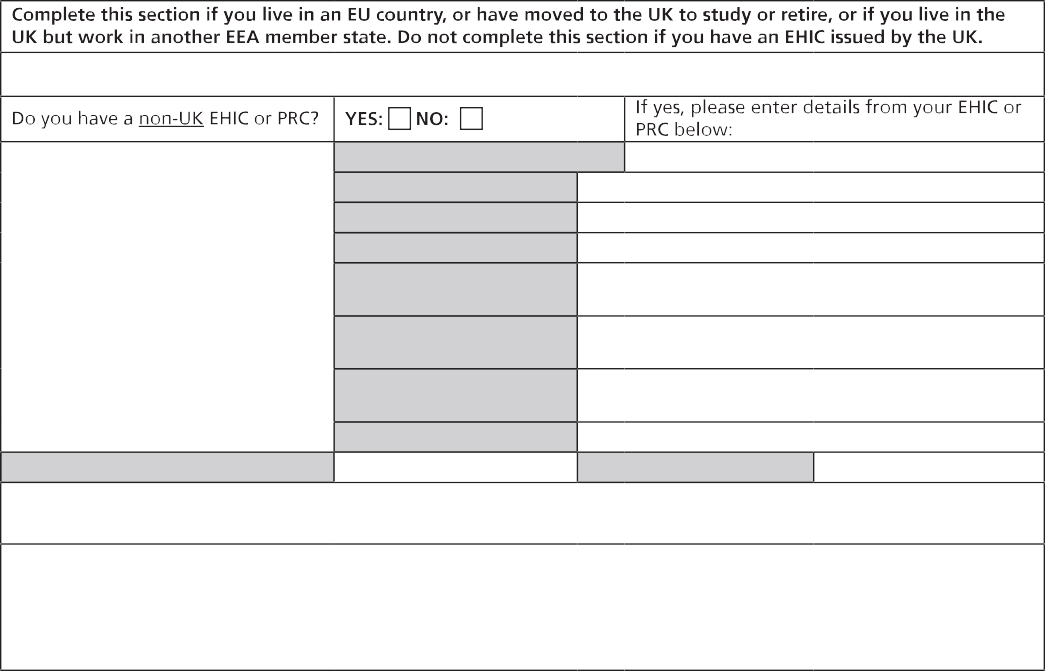 Complete this section if you live in an EU country, or have moved to the UK to study or retire, or if you live in the
UK but work in another EEA member state. Do not complete this section if you have an EHIC issued by the UK.
Do you have a non-UK EHIC or PRC?
YES: NO:
If yes, please enter details from your EHIC or
PRC below: